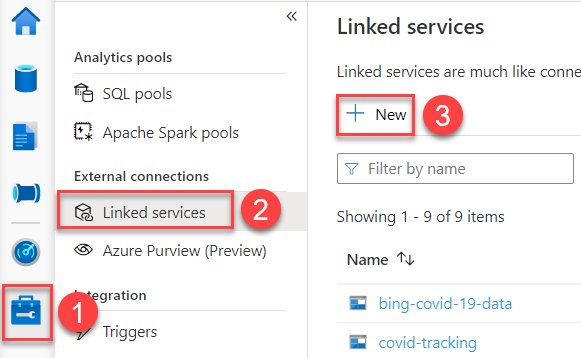 Analytics pools
SQL pools
Apache Spark pools
External connections
Linked services
2
Azure Purview (Preview)
Integration
1
Triggers
Linked services
Linked services are much like conne
New
3
Filter by name
Showing 1 - 9 of 9 items
Name
bing-covid-19-data
covid-tracking